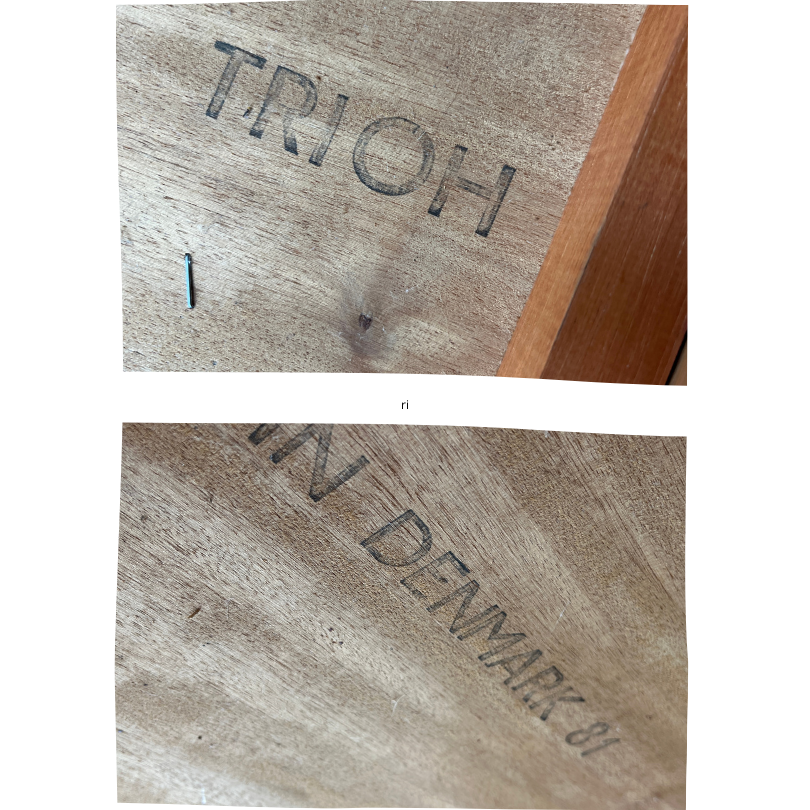 TRIOH
ri
IN DENMARK 81